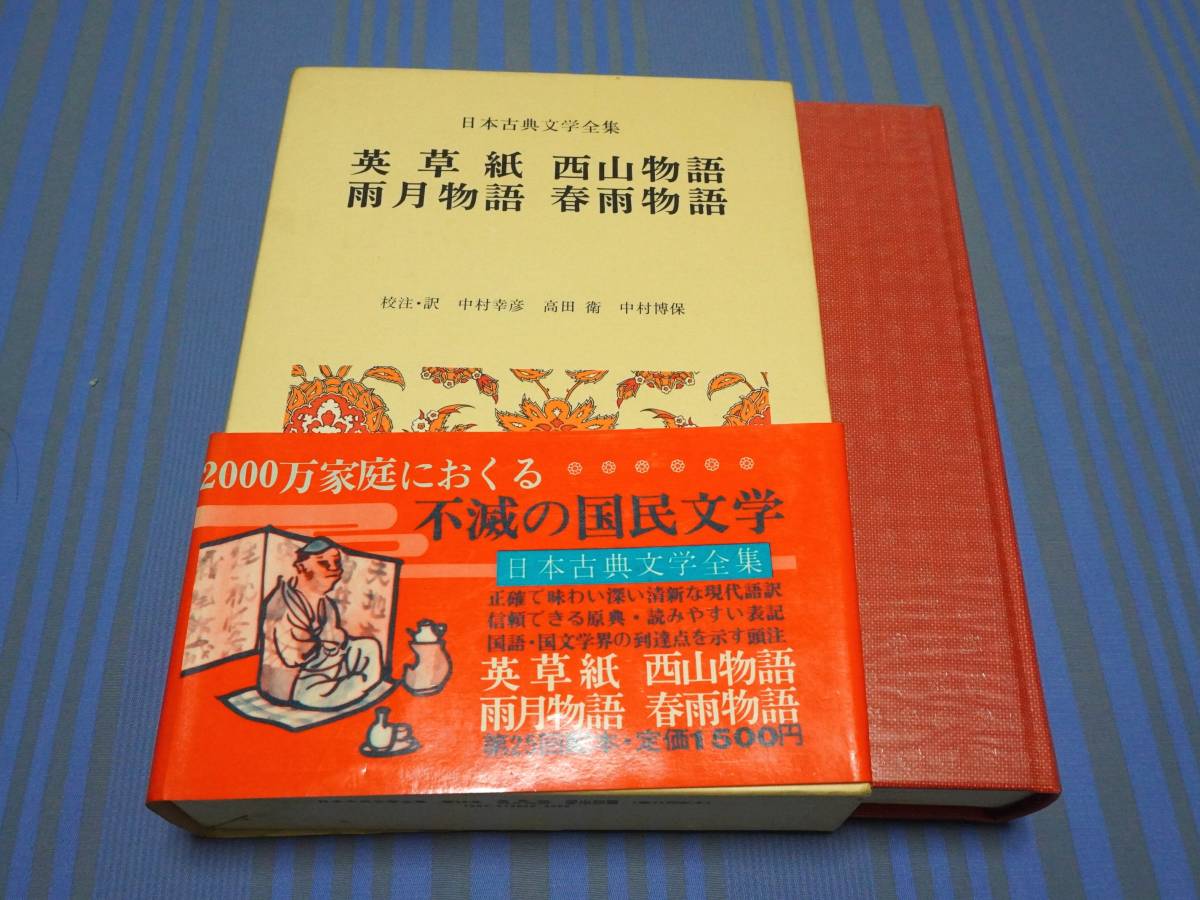 日本古典文学全集
英草紙 西山物語
雨月物語 春雨物語
校注・訳 中村幸彦 高田衛 中村博保
2000万家庭におくる
不滅の国民文学
日本古典文学全集
正確で味わい深い清新な現代語訳
信頼できる原典・読みやすい表記
国語・国文学界の到達点を示す頭注
英草紙 西山物語
雨月物語 春雨物語
定価1500円
天地